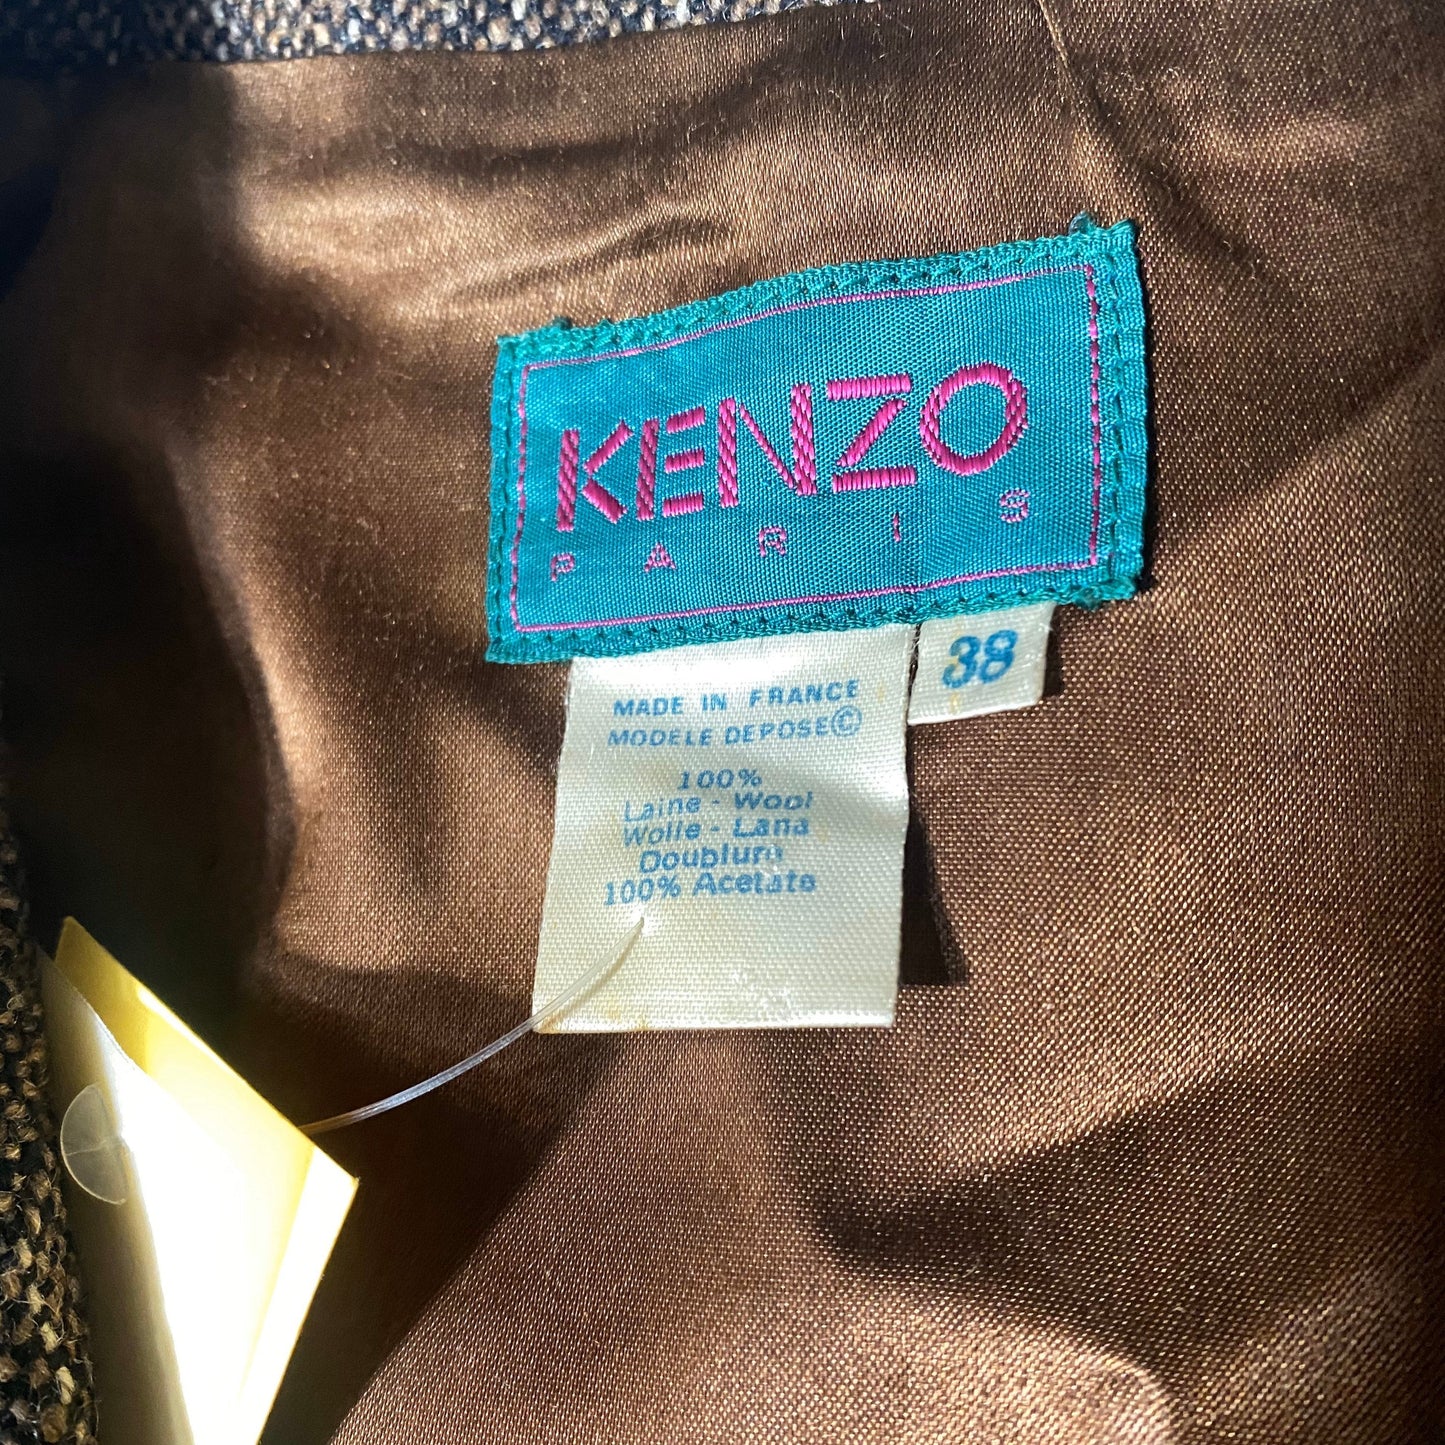 KENZO
PARIS
38
MADE IN FRANCE
MODELE DEPOSE©
100%
Laine - Wool
Wolle - Lana
Doublure
100% Acetate